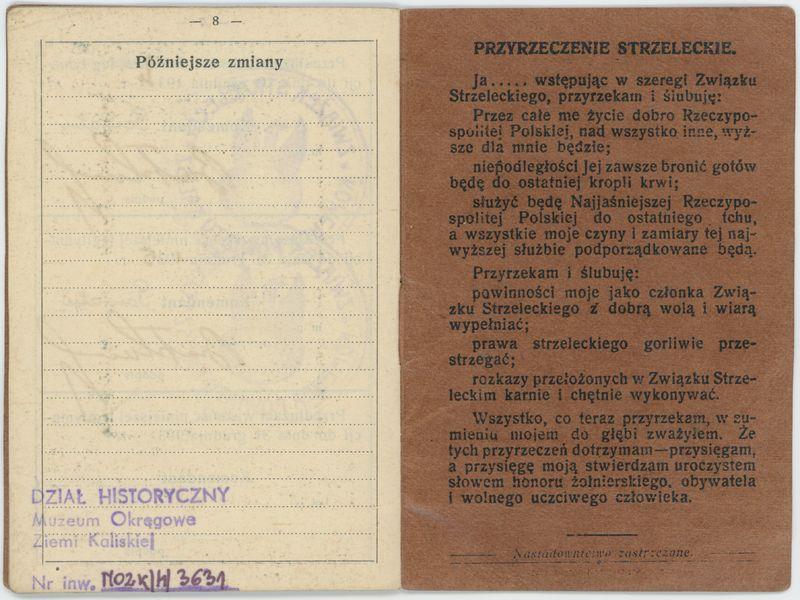 — 8 —
Późniejsze zmiany
DZIAŁ HISTORYCZNY
Muzeum Okręgowe
Ziemi Kaliskiej
Nr inw. MOZK/H/3631
PRZYRZECZENIE STRZELECKIE.
Ja..... wstępując w szeregi Związku
Strzeleckiego, przyrzekam i ślubuję:
Przez całe me życie dobro Rzeczypo-
spolitej Polskiej, nad wszystko inne, wyż-
sze dla mnie będzie;
niepodległości Jej zawsze bronić gotów
będę do ostatniej kropli krwi;
służyć będę Najjaśniejszej Rzeczypo-
spolitej Polskiej do ostatniego tchu,
a wszystkie moje czyny i zamiary tej naj-
wyższej służbie podporządkowane będą.
Przyrzekam i ślubuję:
powinności moje jako członka Zwią-
zku Strzeleckiego z dobrą wolą i wiarą
wypełniać;
prawa strzeleckiego gorliwie prze-
strzegać;
rozkazy przełożonych w Związku Strze-
leckim karnie i chętnie wykonywać.
Wszystko, co teraz przyrzekam, w su-
mieniu mojem do głębi zważyłem. Że
tych przyrzeczeń dotrzymam—przysięgam,
a przysięgę moją stwierdzam uroczystem
słowem honoru żołnierskiego, obywatela
i wolnego uczciwego człowieka.
Naśladownictwo zastrzeżone.